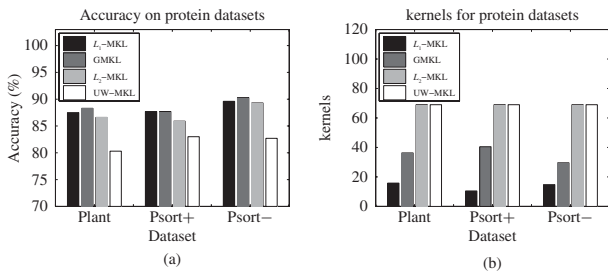 Accuracy on protein datasets
Accuracy (%)
100
95
90
85
80
75
70
L1–MKL
GMKL
L2–MKL
UW–MKL
Plant
Psort+
Psort−
Dataset
(a)
kernels for protein datasets
kernels
120
100
80
60
40
20
0
L1–MKL
GMKL
L2–MKL
UW–MKL
Plant
Psort+
Psort−
Dataset
(b)